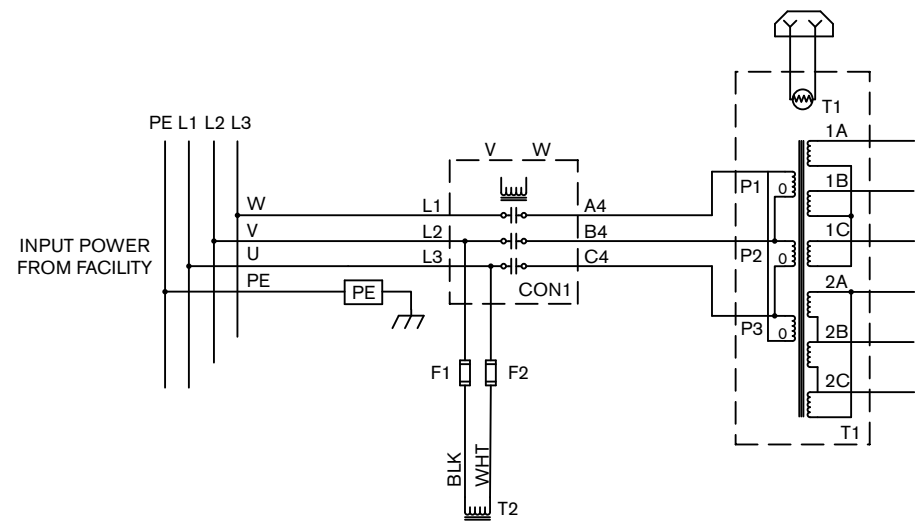 T1
PE L1 L2 L3
1A
V W
P1
0
1B
W
L1
A4
INPUT POWER
FROM FACILITY
V
L2
B4
1C
P2
0
U
L3
C4
PE
PE
CON1
2A
P3
0
2B
F1
F2
2C
T1
BLK
WHT
T2